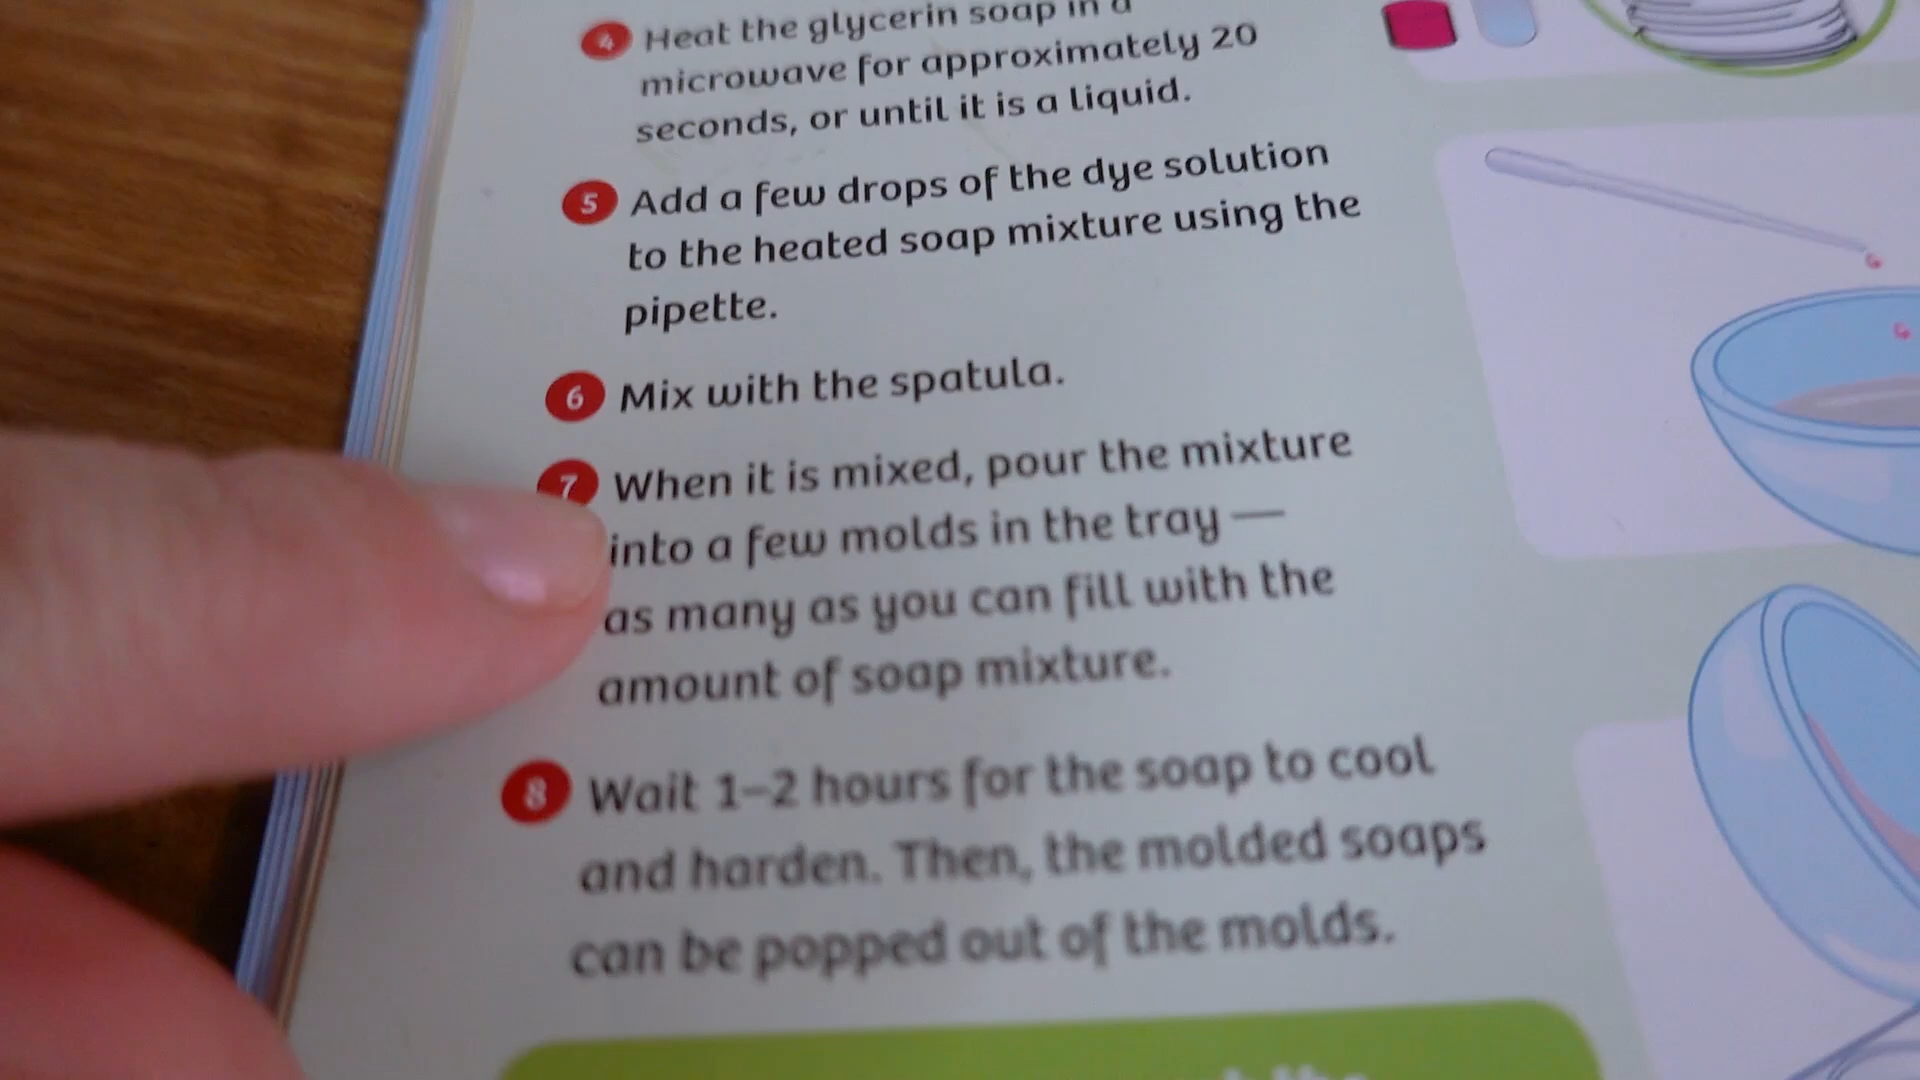 4 Heat the glycerin soap in a
microwave for approximately 20
seconds, or until it is a liquid.
5 Add a few drops of the dye solution
to the heated soap mixture using the
pipette.
6 Mix with the spatula.
7 When it is mixed, pour the mixture
into a few molds in the tray —
as many as you can fill with the
amount of soap mixture.
8 Wait 1–2 hours for the soap to cool
and harden. Then, the molded soaps
can be popped out of the molds.